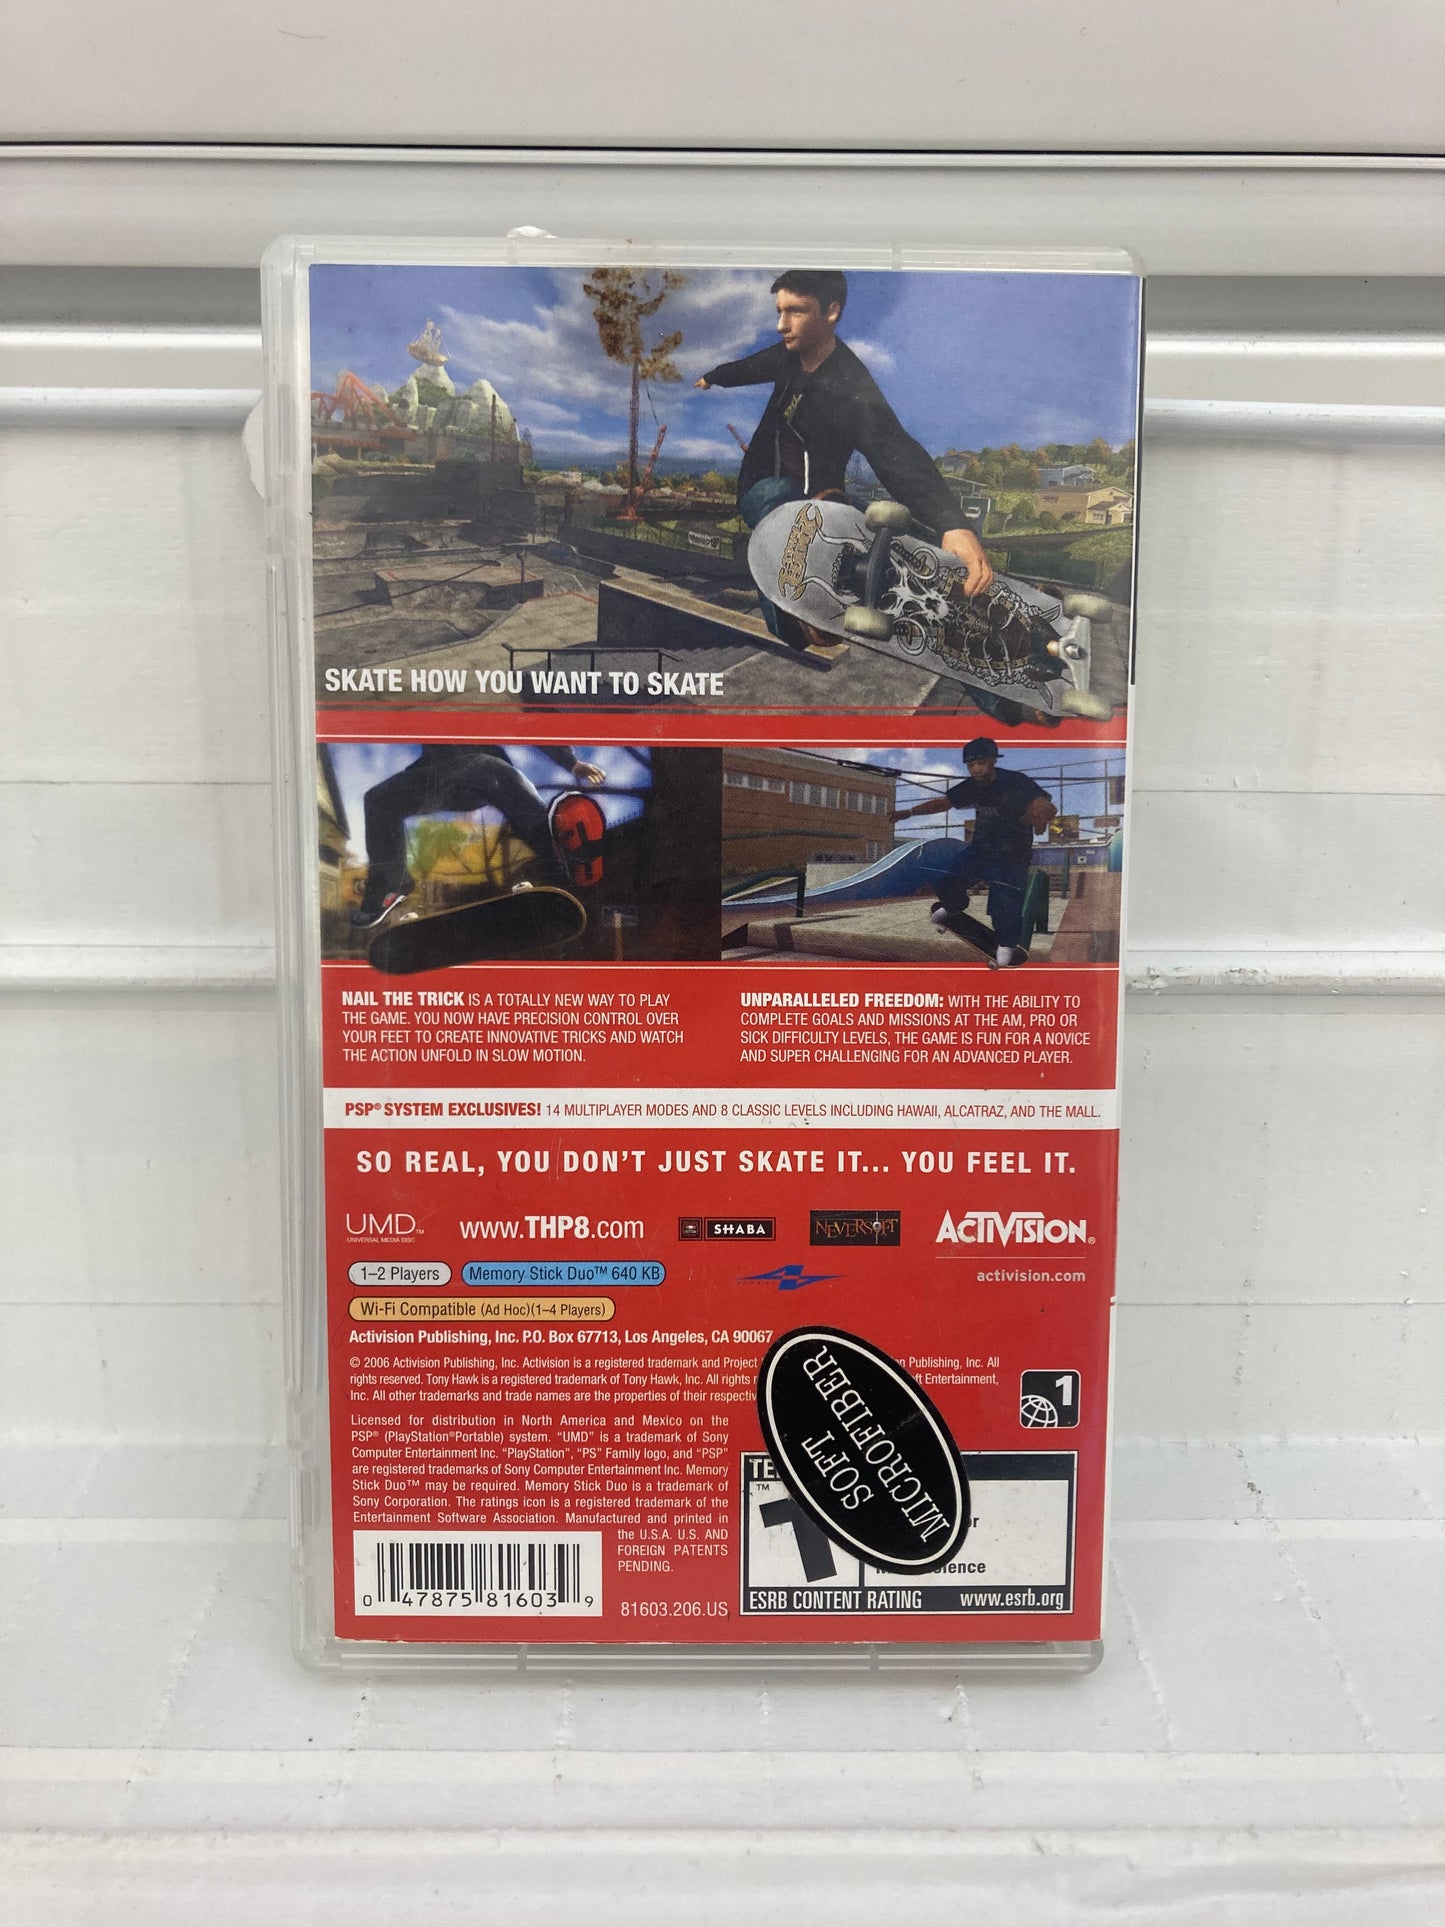 SKATE HOW YOU WANT TO SKATE
NAIL THE TRICK IS A TOTALLY NEW WAY TO PLAY
THE GAME. YOU NOW HAVE PRECISION CONTROL OVER
YOUR FEET TO CREATE INNOVATIVE TRICKS AND WATCH
THE ACTION UNFOLD IN SLOW MOTION.
UNPARALLELED FREEDOM: WITH THE ABILITY TO
COMPLETE GOALS AND MISSIONS AT THE AM, PRO OR
SICK DIFFICULTY LEVELS, THE GAME IS FUN FOR A NOVICE
AND SUPER CHALLENGING FOR AN ADVANCED PLAYER.
PSP® SYSTEM EXCLUSIVES! 14 MULTIPLAYER MODES AND 8 CLASSIC LEVELS INCLUDING HAWAII, ALCATRAZ, AND THE MALL.
SO REAL, YOU DON'T JUST SKATE IT... YOU FEEL IT.
UMD™
UNIVERSAL MEDIA DISC
www.THP8.com
SHABA
NEVERSOFT
ACTIVISION®
activision.com
1–2 Players
Memory Stick Duo™ 640 KB
Wi-Fi Compatible (Ad Hoc)(1–4 Players)
Activision Publishing, Inc. P.O. Box 67713, Los Angeles, CA 90067
© 2006 Activision Publishing, Inc. Activision is a registered trademark and Project Publishing, Inc. All
rights reserved. Tony Hawk is a registered trademark of Tony Hawk, Inc. All rights Entertainment,
Inc. All other trademarks and trade names are the properties of their
1
Licensed for distribution in North America and Mexico on the
PSP® (PlayStation®Portable) system. "UMD" is a trademark of Sony
Computer Entertainment Inc. "PlayStation", "PS" Family logo, and "PSP"
are registered trademarks of Sony Computer Entertainment Inc. Memory
Stick Duo™ may be required. Memory Stick Duo is a trademark of
Sony Corporation. The ratings icon is a registered trademark of the
Entertainment Software Association. Manufactured and printed in
the U.S.A. U.S. AND
FOREIGN PATENTS
PENDING.
0 47875 81603 9
81603.206.US
SOFT
MICROFIBER
T
ESRB CONTENT RATING www.esrb.org